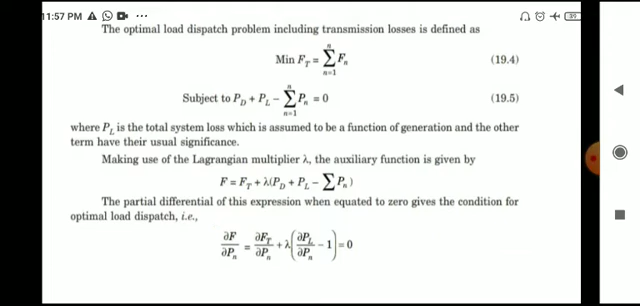 11:57 PM ...
39
The optimal load dispatch problem including transmission losses is defined as
Min F_T = ∑_{n=1}^{n} F_n (19.4)
Subject to P_D + P_L − ∑_{n=1}^{n} P_n = 0 (19.5)
where P_L is the total system loss which is assumed to be a function of generation and the other
term have their usual significance.
Making use of the Lagrangian multiplier λ, the auxiliary function is given by
F = F_T + λ(P_D + P_L − ∑ P_n)
The partial differential of this expression when equated to zero gives the condition for
optimal load dispatch, i.e.,
∂F/∂P_n = ∂F_T/∂P_n + λ(∂P_L/∂P_n − 1) = 0